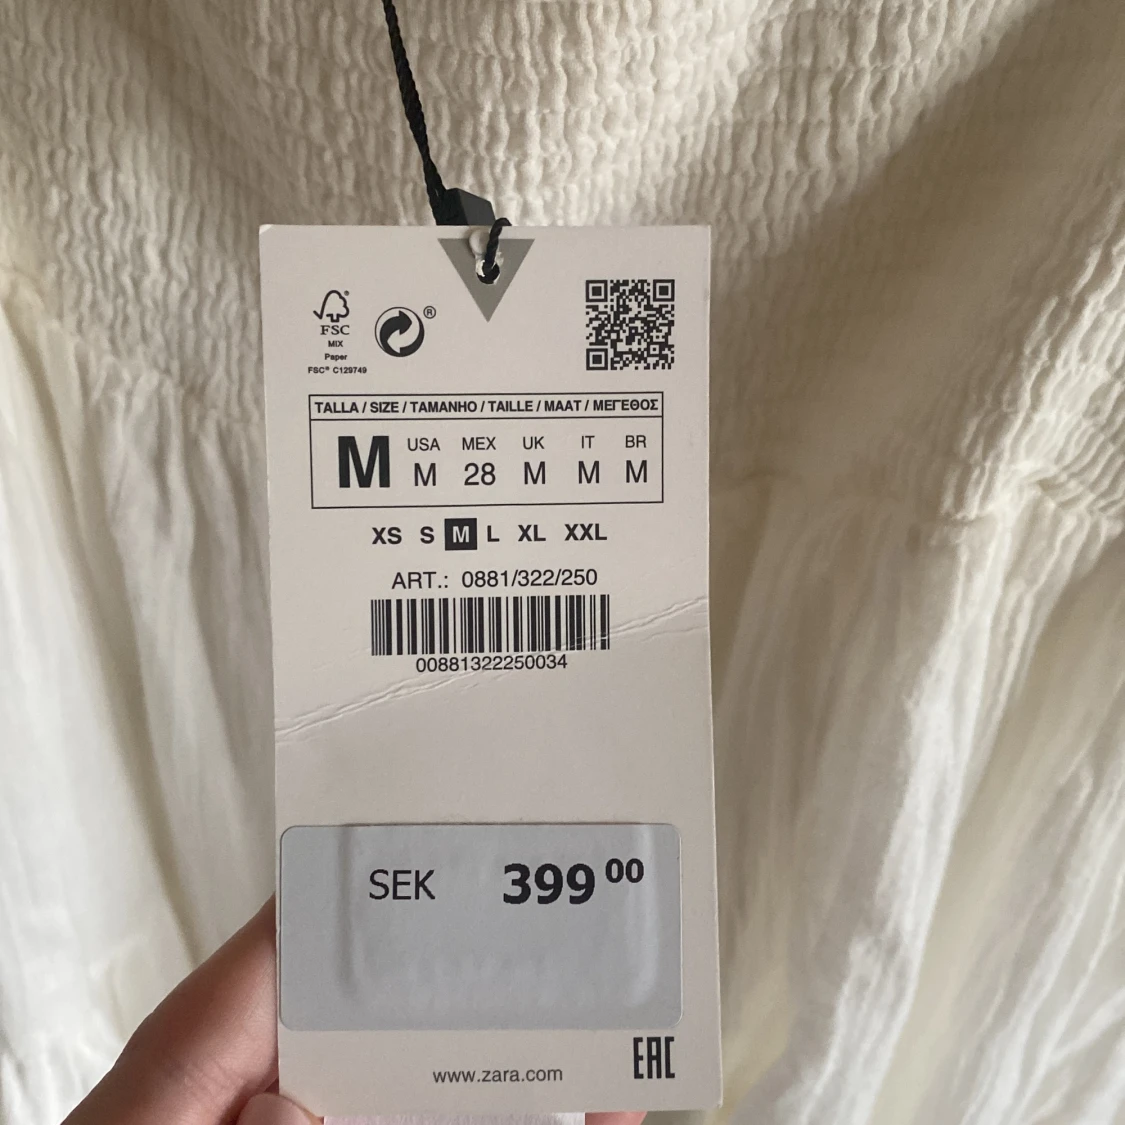 FSC
MIX
Paper
FSC® C129749
®
TALLA / SIZE / TAMANHO / TAILLE / MAAT / ΜΕΓΕΘΟΣ
M
USA MEX UK IT BR
M 28 M M M
XS S M L XL XXL
ART.: 0881/322/250
00881322250034
SEK 399 00
EAC
www.zara.com